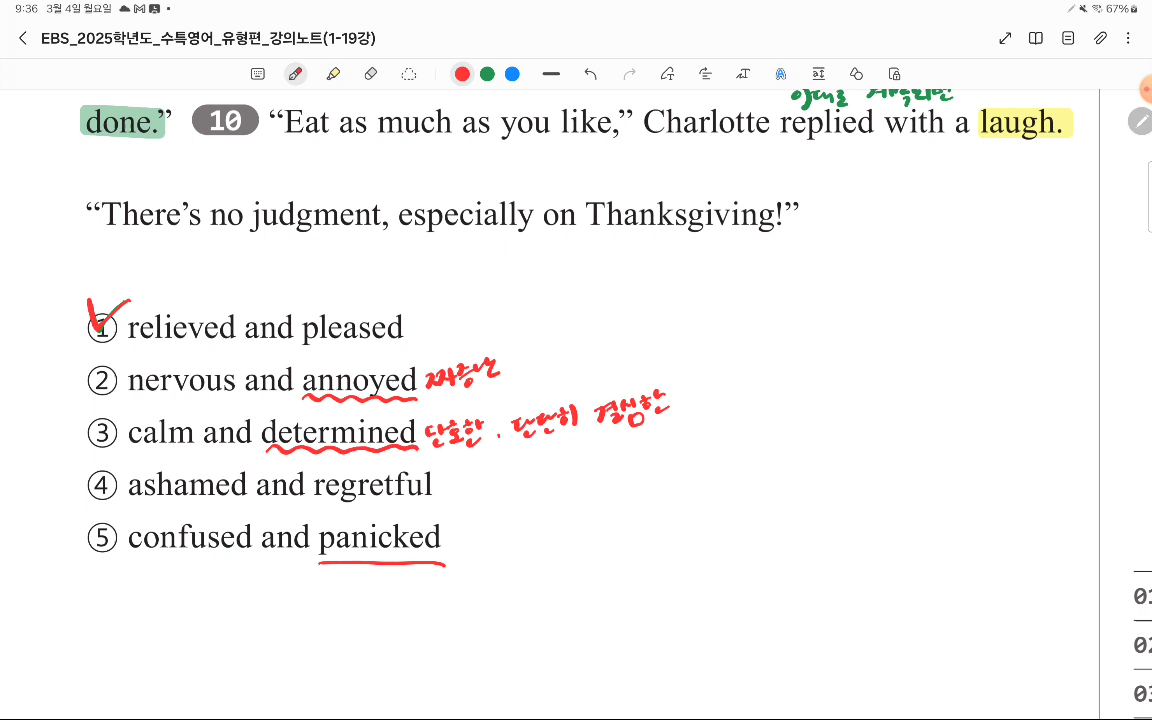 9:36 3월 4일 월요일
67%
EBS_2025학년도_수특영어_유형편_강의노트(1-19강)
done.” 10 “Eat as much as you like,” Charlotte replied with a laugh.
“There’s no judgment, especially on Thanksgiving!”
① relieved and pleased
② nervous and annoyed 짜증난
③ calm and determined 단호한, 단단히 결심한
④ ashamed and regretful
⑤ confused and panicked
01
02
03